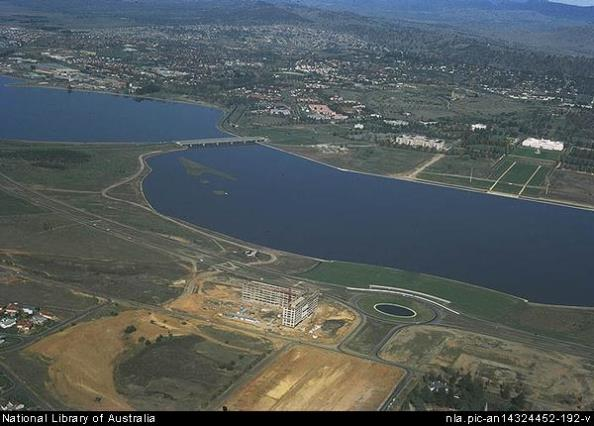 National Library of Australia
nla.pic-an14324452-192-v